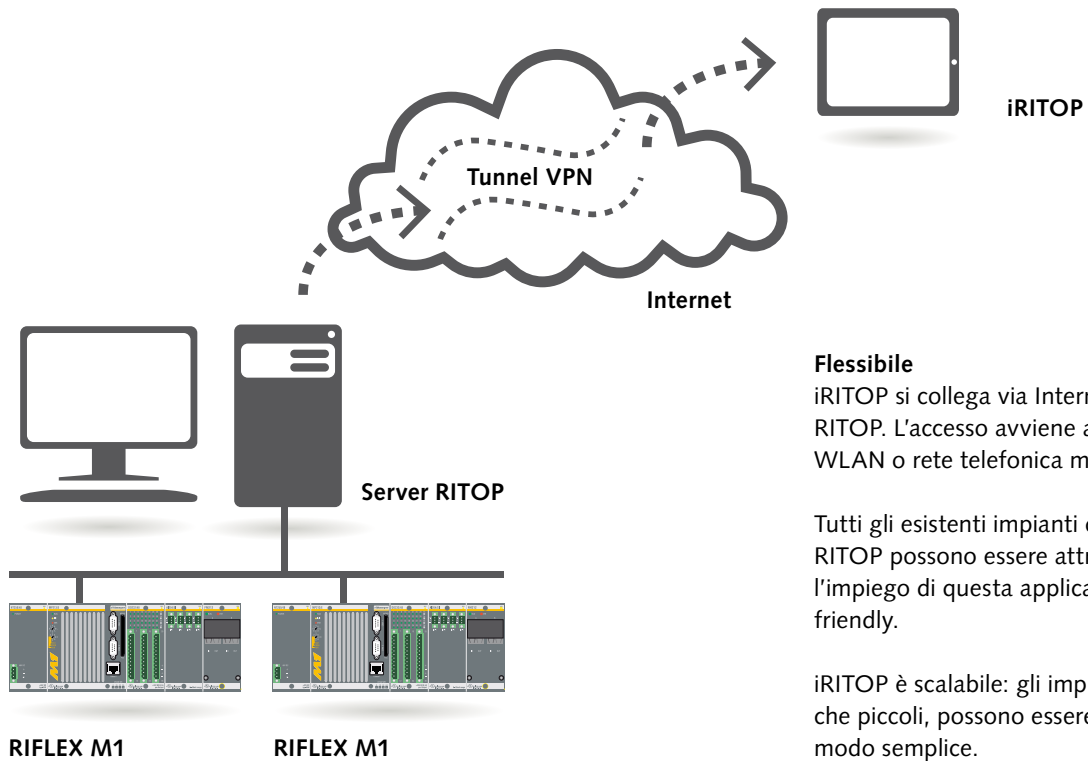 iRITOP
Tunnel VPN
Internet
Server RITOP
RIFLEX M1
RIFLEX M1
Flessibile
iRITOP si collega via Intern
RITOP. L'accesso avviene a
WLAN o rete telefonica m
Tutti gli esistenti impianti
RITOP possono essere attr
l'impiego di questa applica
friendly.
iRITOP è scalabile: gli imp
che piccoli, possono essere
modo semplice.